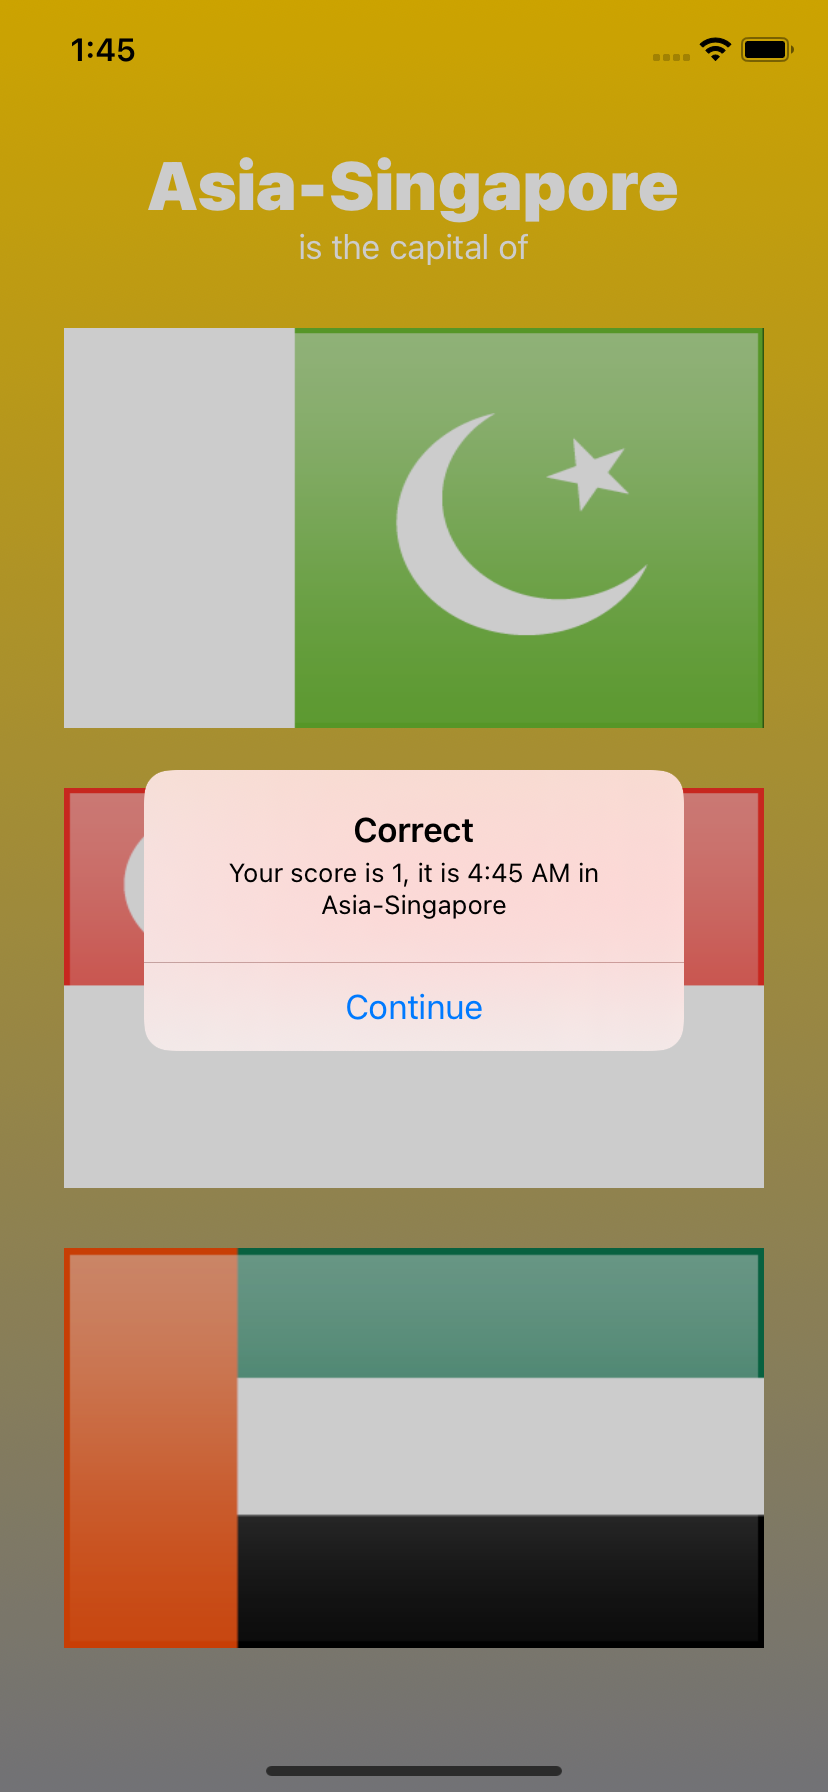 1:45
Asia-Singapore
is the capital of
Correct
Your score is 1, it is 4:45 AM in
Asia-Singapore
Continue